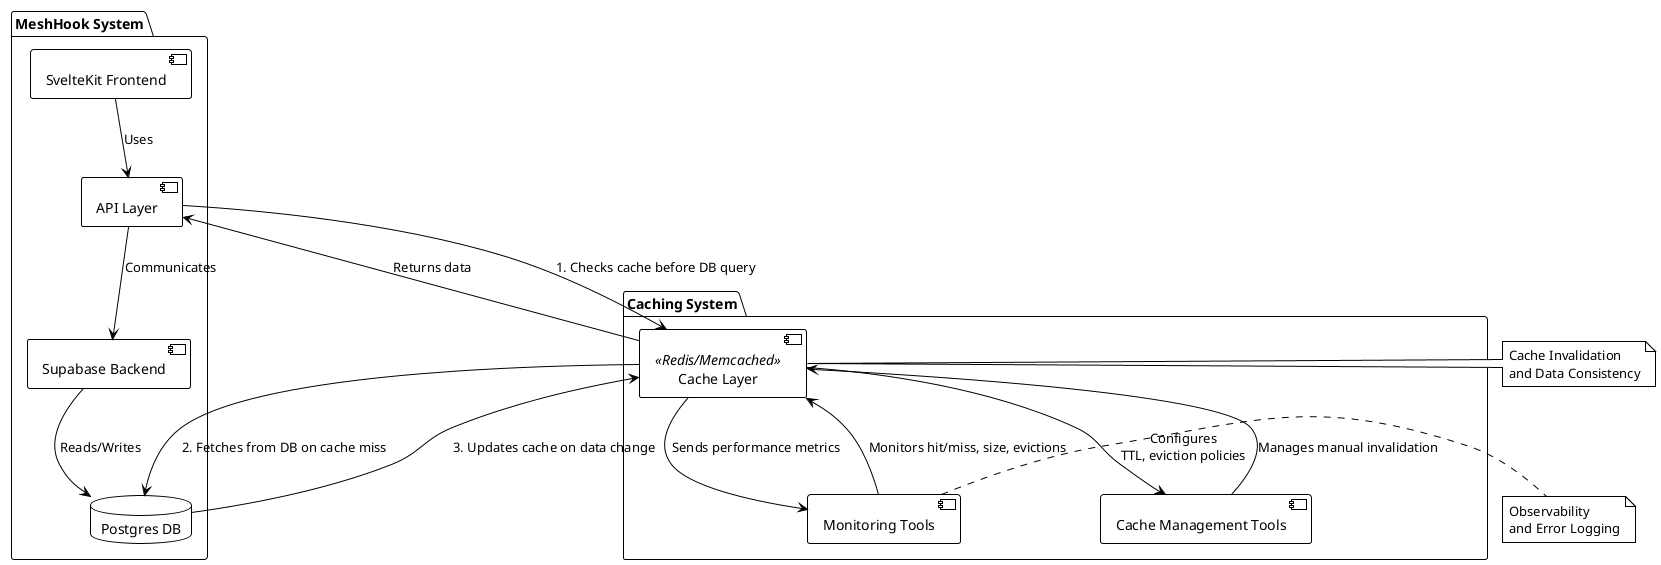 MeshHook System
SvelteKit Frontend
Uses
API Layer
Communicates
Returns data
1. Checks cache before DB query
Caching System
Supabase Backend
«Redis/Memcached»
Cache Layer
Cache Invalidation
and Data Consistency
Reads/Writes
2. Fetches from DB on cache miss
3. Updates cache on data change
Sends performance metrics
Monitors hit/miss, size, evictions
Configures
TTL, eviction policies
Manages manual invalidation
Postgres DB
Monitoring Tools
Cache Management Tools
Observability
and Error Logging